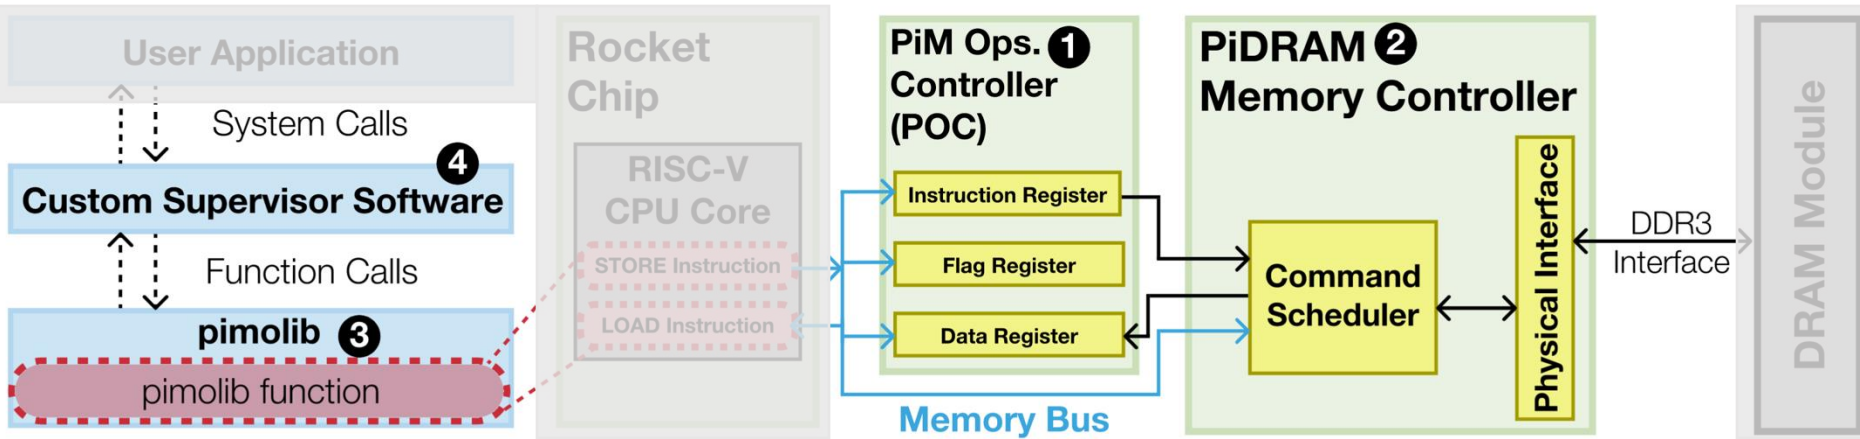 User Application
System Calls
4
Custom Supervisor Software
Function Calls
pimolib 3
pimolib function
Rocket
Chip
RISC-V
CPU Core
STORE Instruction
LOAD Instruction
PiM Ops. 1
Controller
(POC)
Instruction Register
Flag Register
Data Register
Memory Bus
PiDRAM 2
Memory Controller
Command
Scheduler
Physical Interface
DDR3
Interface
DRAM Module